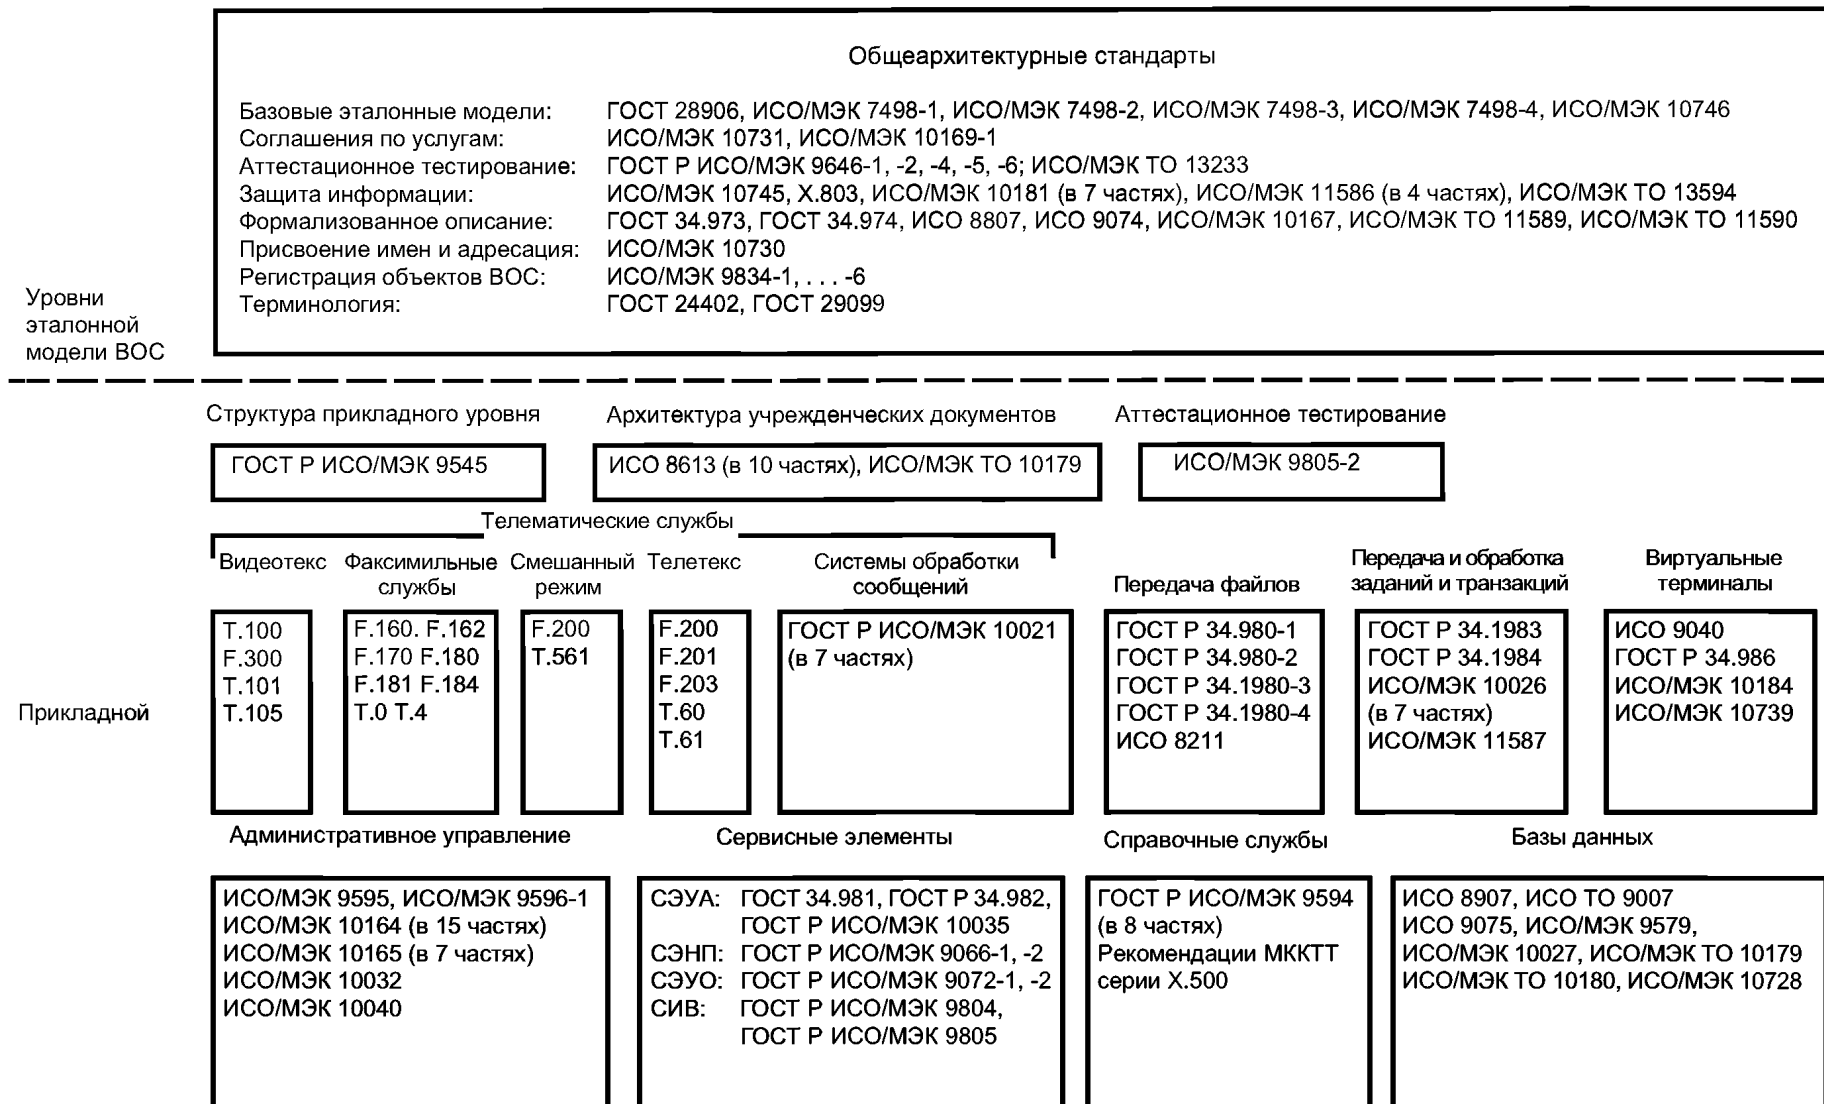 Общеархитектурные стандарты
Базовые эталонные модели: ГОСТ 28906, ИСО/МЭК 7498-1, ИСО/МЭК 7498-2, ИСО/МЭК 7498-3, ИСО/МЭК 7498-4, ИСО/МЭК 10746
Соглашения по услугам: ИСО/МЭК 10731, ИСО/МЭК 10169-1
Аттестационное тестирование: ГОСТ Р ИСО/МЭК 9646-1, -2, -4, -5, -6; ИСО/МЭК ТО 13233
Защита информации: ИСО/МЭК 10745, Х.803, ИСО/МЭК 10181 (в 7 частях), ИСО/МЭК 11586 (в 4 частях), ИСО/МЭК ТО 13594
Формализованное описание: ГОСТ 34.973, ГОСТ 34.974, ИСО 8807, ИСО 9074, ИСО/МЭК 10167, ИСО/МЭК ТО 11589, ИСО/МЭК ТО 11590
Присвоение имен и адресация: ИСО/МЭК 10730
Регистрация объектов ВОС: ИСО/МЭК 9834-1, . . . -6
Терминология: ГОСТ 24402, ГОСТ 29099
Уровни
эталонной
модели ВОС
Структура прикладного уровня
ГОСТ Р ИСО/МЭК 9545
Архитектура учрежденческих документов
ИСО 8613 (в 10 частях), ИСО/МЭК ТО 10179
Аттестационное тестирование
ИСО/МЭК 9805-2
Прикладной
Телематические службы
Видеотекс
T.100
F.300
T.101
T.105
Факсимильные
службы
F.160. F.162
F.170 F.180
F.181 F.184
T.0 T.4
Смешанный
режим
F.200
T.561
Телетекс
F.200
F.201
F.203
T.60
T.61
Системы обработки
сообщений
ГОСТ Р ИСО/МЭК 10021
(в 7 частях)
Передача файлов
ГОСТ Р 34.980-1
ГОСТ Р 34.980-2
ГОСТ Р 34.1980-3
ГОСТ Р 34.1980-4
ИСО 8211
Передача и обработка
заданий и транзакций
ГОСТ Р 34.1983
ГОСТ Р 34.1984
ИСО/МЭК 10026
(в 7 частях)
ИСО/МЭК 11587
Виртуальные
терминалы
ИСО 9040
ГОСТ Р 34.986
ИСО/МЭК 10184
ИСО/МЭК 10739
Административное управление
ИСО/МЭК 9595, ИСО/МЭК 9596-1
ИСО/МЭК 10164 (в 15 частях)
ИСО/МЭК 10165 (в 7 частях)
ИСО/МЭК 10032
ИСО/МЭК 10040
Сервисные элементы
СЭУА: ГОСТ 34.981, ГОСТ Р 34.982,
ГОСТ Р ИСО/МЭК 10035
СЭНП: ГОСТ Р ИСО/МЭК 9066-1, -2
СЭУО: ГОСТ Р ИСО/МЭК 9072-1, -2
СИВ: ГОСТ Р ИСО/МЭК 9804,
ГОСТ Р ИСО/МЭК 9805
Справочные службы
ГОСТ Р ИСО/МЭК 9594
(в 8 частях)
Рекомендации МККТТ
серии Х.500
Базы данных
ИСО 8907, ИСО ТО 9007
ИСО 9075, ИСО/МЭК 9579,
ИСО/МЭК 10027, ИСО/МЭК ТО 10179
ИСО/МЭК ТО 10180, ИСО/МЭК 10728